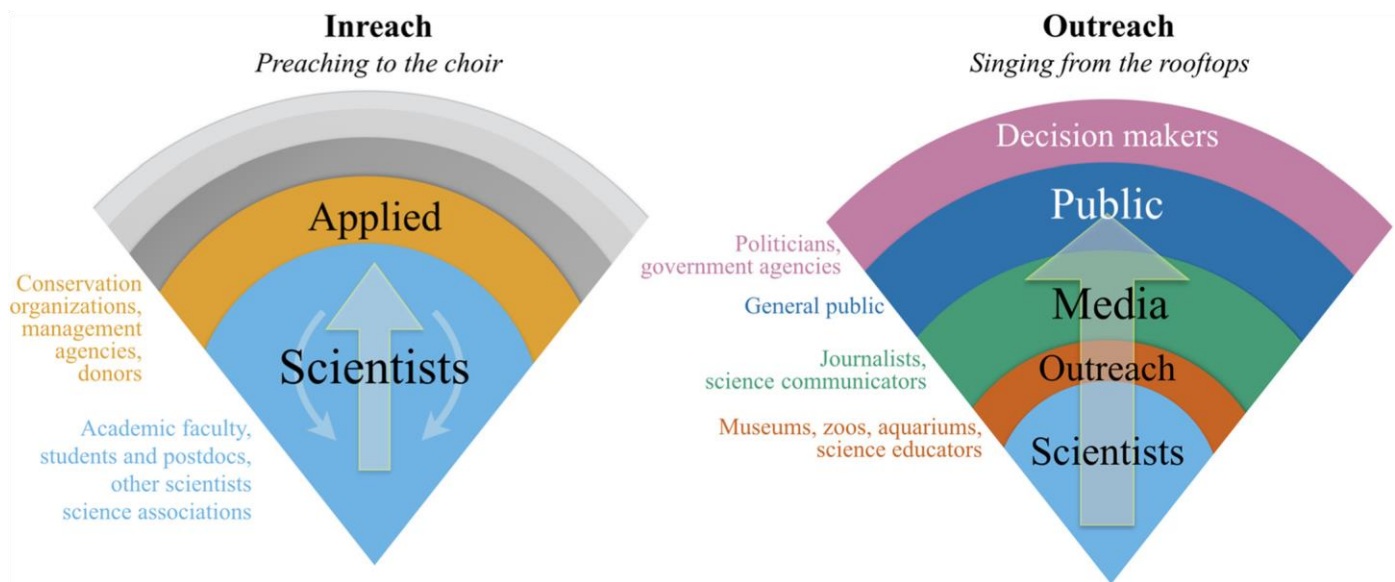 Inreach
Preaching to the choir
Applied
Scientists
Conservation
organizations,
management
agencies,
donors
Academic faculty,
students and postdocs,
other scientists
science associations
Outreach
Singing from the rooftops
Decision makers
Public
Media
Outreach
Scientists
Politicians,
government agencies
General public
Journalists,
science communicators
Museums, zoos, aquariums,
science educators